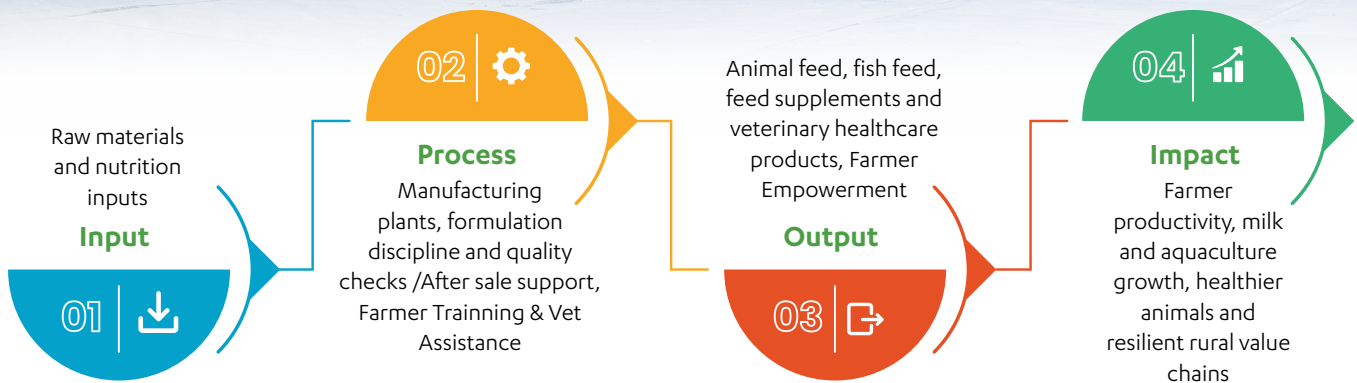 Raw materials
and nutrition
inputs
Input
01
02
Process
Manufacturing
plants, formulation
discipline and quality
checks /After sale support,
Farmer Trainning & Vet
Assistance
Animal feed, fish feed,
feed supplements and
veterinary healthcare
products, Farmer
Empowerment
Output
03
04
Impact
Farmer
productivity, milk
and aquaculture
growth, healthier
animals and
resilient rural value
chains